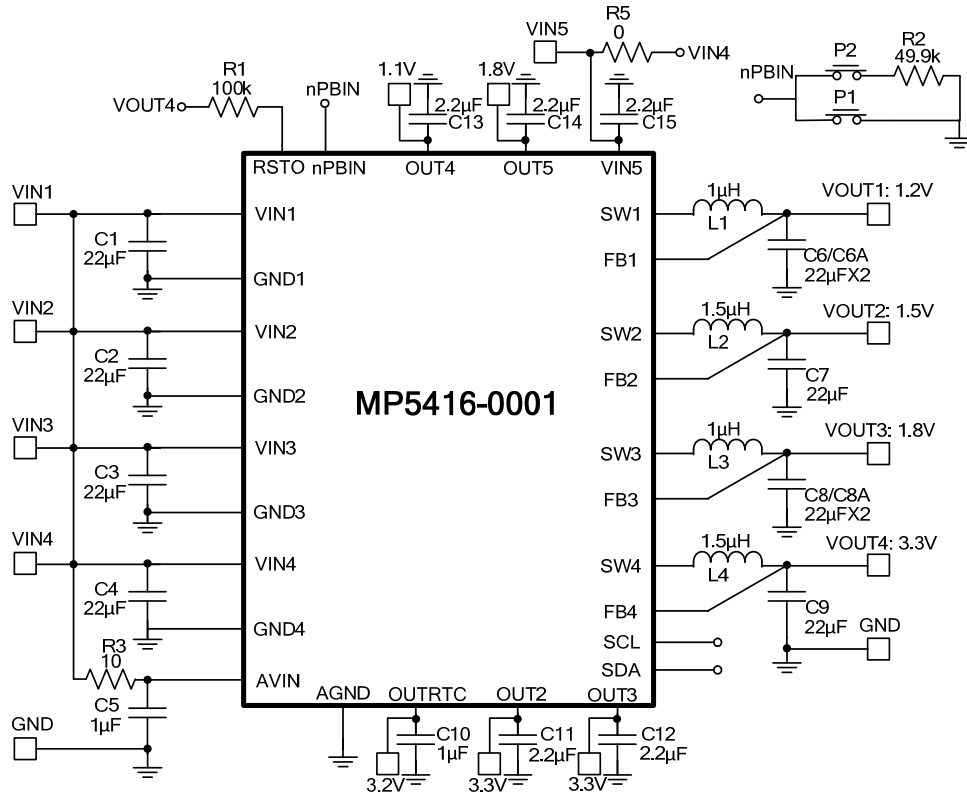 R5
0
VIN5
VIN4
R1
100k
VOUT4
nPBIN
1.1V
2.2µF
C13
1.8V
2.2µF
C14
2.2µF
C15
nPBIN
P2
P1
R2
49.9k
RSTO
nPBIN
OUT4
OUT5
VIN5
VIN1
C1
22µF
VIN1
GND1
VIN2
C2
22µF
VIN2
GND2
VIN3
C3
22µF
VIN3
GND3
VIN4
C4
22µF
VIN4
GND4
R3
10
AVIN
C5
1µF
GND
MP5416-0001
SW1
1µH
L1
VOUT1: 1.2V
FB1
C6/C6A
22µFX2
SW2
1.5µH
L2
VOUT2: 1.5V
FB2
C7
22µF
SW3
1µH
L3
VOUT3: 1.8V
FB3
C8/C8A
22µFX2
SW4
1.5µH
L4
VOUT4: 3.3V
FB4
C9
22µF
GND
SCL
SDA
AGND
OUTRTC
OUT2
OUT3
C10
1µF
3.2V
C11
2.2µF
3.3V
C12
2.2µF
3.3V